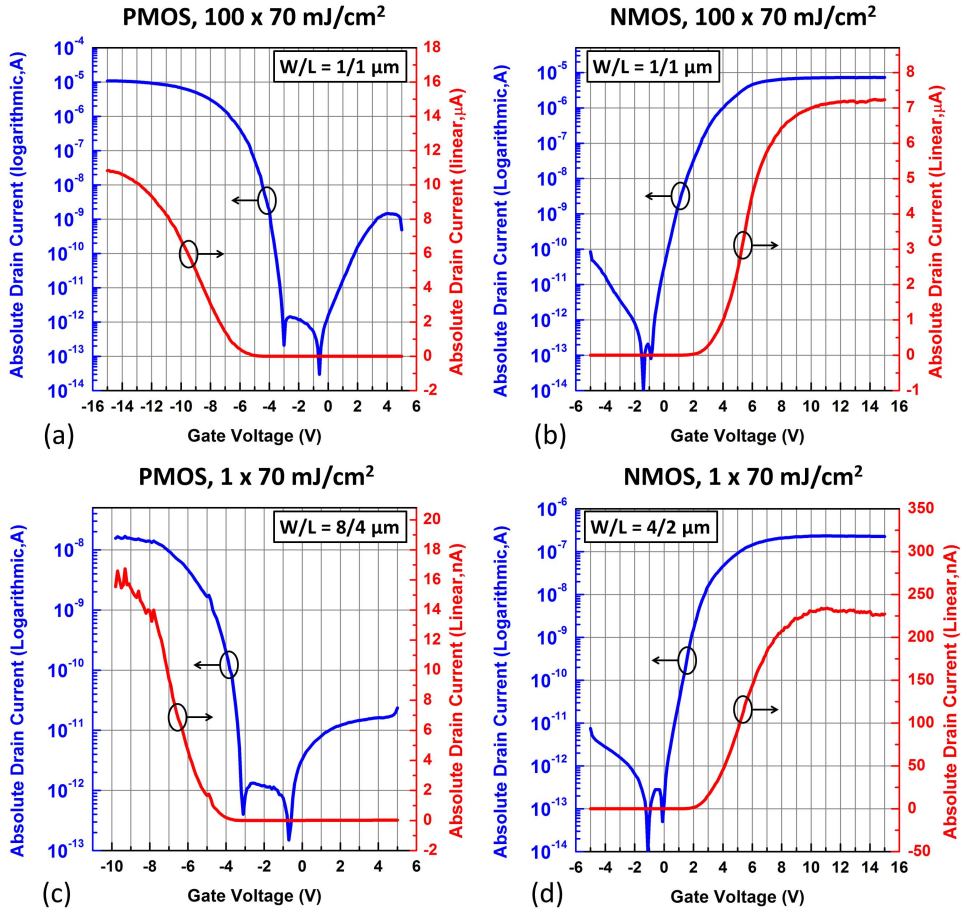 PMOS, 100 x 70 mJ/cm²
W/L = 1/1 μm
Absolute Drain Current (logarithmic,A)
10⁻⁴
10⁻⁵
10⁻⁶
10⁻⁷
10⁻⁸
10⁻⁹
10⁻¹⁰
10⁻¹¹
10⁻¹²
10⁻¹³
10⁻¹⁴
18
16
14
12
10
8
6
4
2
0
-2
Absolute Drain Current (linear,μA)
-16 -14 -12 -10 -8 -6 -4 -2 0 2 4 6
Gate Voltage (V)
(a)
NMOS, 100 x 70 mJ/cm²
W/L = 1/1 μm
Absolute Drain Current (Logarithmic,A)
10⁻⁵
10⁻⁶
10⁻⁷
10⁻⁸
10⁻⁹
10⁻¹⁰
10⁻¹¹
10⁻¹²
10⁻¹³
10⁻¹⁴
8
7
6
5
4
3
2
1
0
-1
Absolute Drain Current (Linear,μA)
-6 -4 -2 0 2 4 6 8 10 12 14 16
Gate Voltage (V)
(b)
PMOS, 1 x 70 mJ/cm²
W/L = 8/4 μm
Absolute Drain Current (Logarithmic,A)
10⁻⁸
10⁻⁹
10⁻¹⁰
10⁻¹¹
10⁻¹²
10⁻¹³
20
18
16
14
12
10
8
6
4
2
0
-2
Absolute Drain Current (Linear,nA)
-10 -8 -6 -4 -2 0 2 4 6
Gate Voltage (V)
(c)
NMOS, 1 x 70 mJ/cm²
W/L = 4/2 μm
Absolute Drain Current (Logarithmic,A)
10⁻⁶
10⁻⁷
10⁻⁸
10⁻⁹
10⁻¹⁰
10⁻¹¹
10⁻¹²
10⁻¹³
10⁻¹⁴
350
300
250
200
150
100
50
0
-50
Absolute Drain Current (Linear,nA)
-6 -4 -2 0 2 4 6 8 10 12 14 16
Gate Voltage (V)
(d)